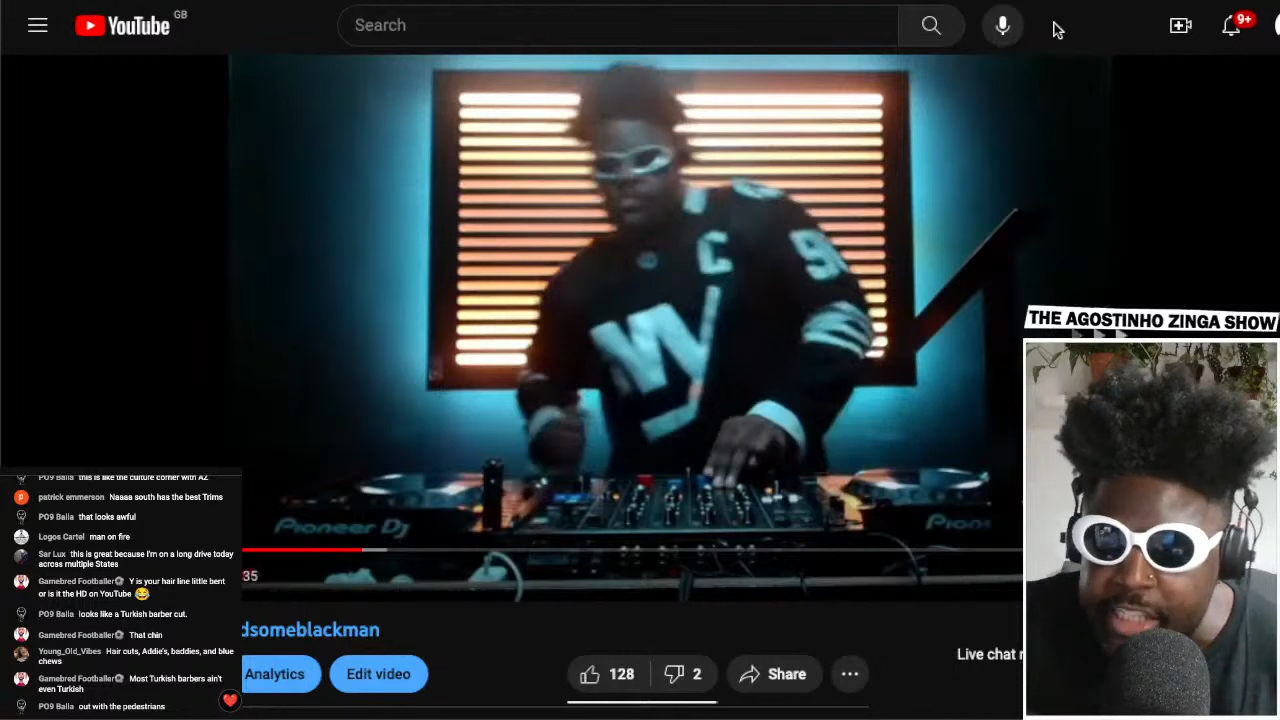 YouTube GB
Search
9+
C
W
Pioneer Dj
35
dsomeblackman
Analytics
Edit video
128
2
Share
Live chat
THE AGOSTINHO ZINGA SHOW
PO9 Balla this is like the culture corner with AZ
patrick emmerson Naaaa south has the best Trims
PO9 Balla that looks awful
Logos Cartel man on fire
Sar Lux this is great because I'm on a long drive today
across multiple States
Gamebred Footballer Y is your hair line little bent
or is it the HD on YouTube 😂
PO9 Balla looks like a Turkish barber cut.
Gamebred Footballer That chin
Young_Old_Vibes Hair cuts, Addie's, baddies, and blue
chews
Gamebred Footballer Most Turkish barbers ain't
even Turkish
PO9 Balla out with the pedestrians